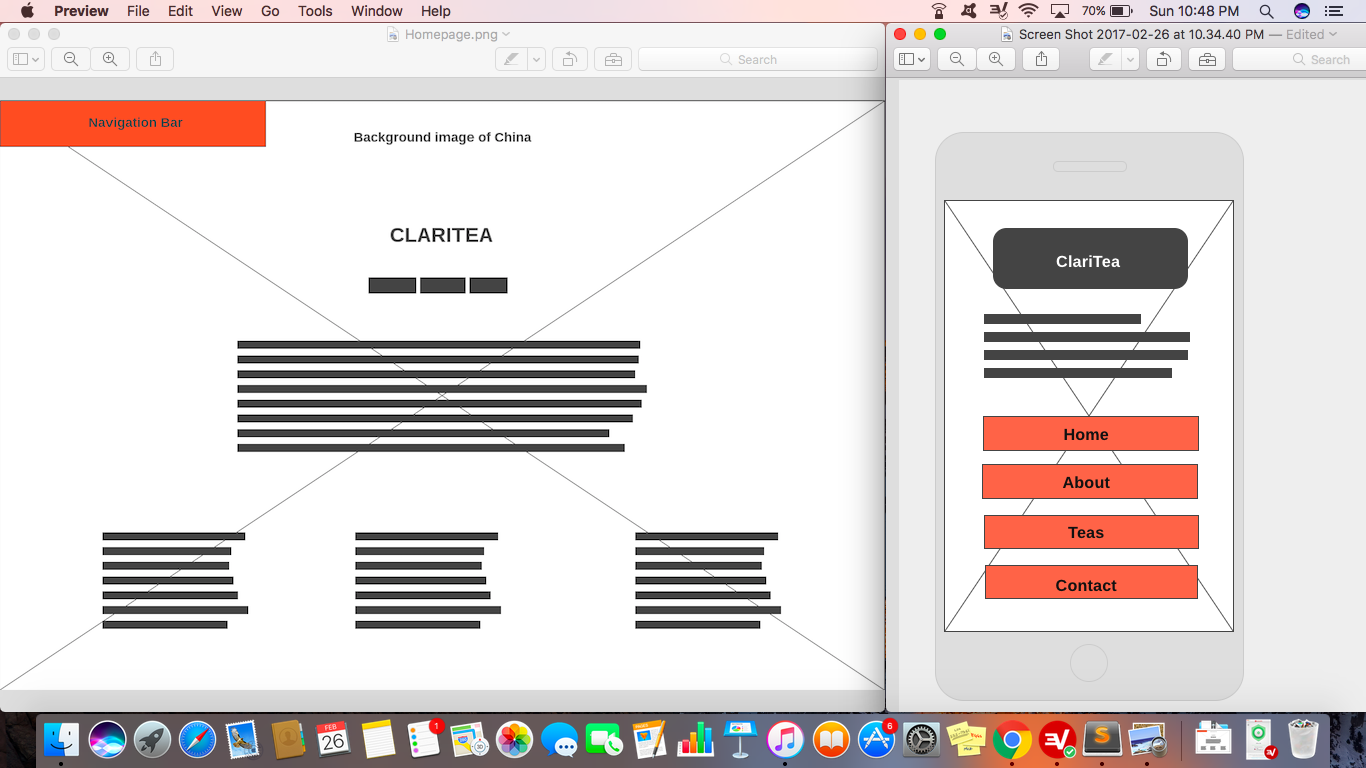 Preview File Edit View Go Tools Window Help
70% Sun 10:48 PM
Homepage.png
Search
Screen Shot 2017-02-26 at 10.34.40 PM — Edited
Search
Navigation Bar
Background image of China
CLARITEA
ClariTea
Home
About
Teas
Contact
FEB
26
1
6